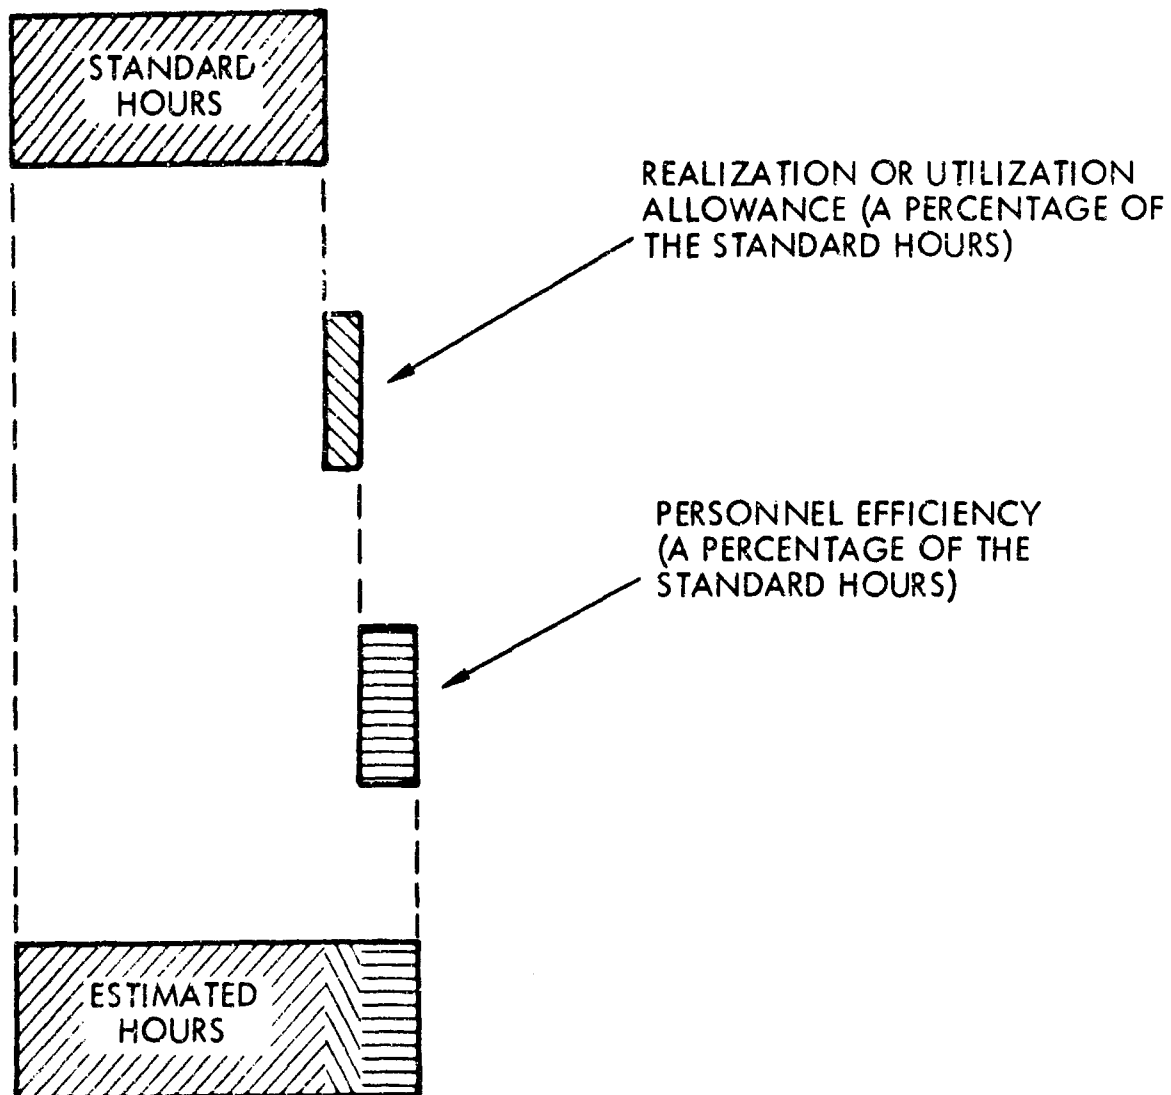 STANDARD
HOURS
REALIZATION OR UTILIZATION
ALLOWANCE (A PERCENTAGE OF
THE STANDARD HOURS)
PERSONNEL EFFICIENCY
(A PERCENTAGE OF THE
STANDARD HOURS)
ESTIMATED
HOURS